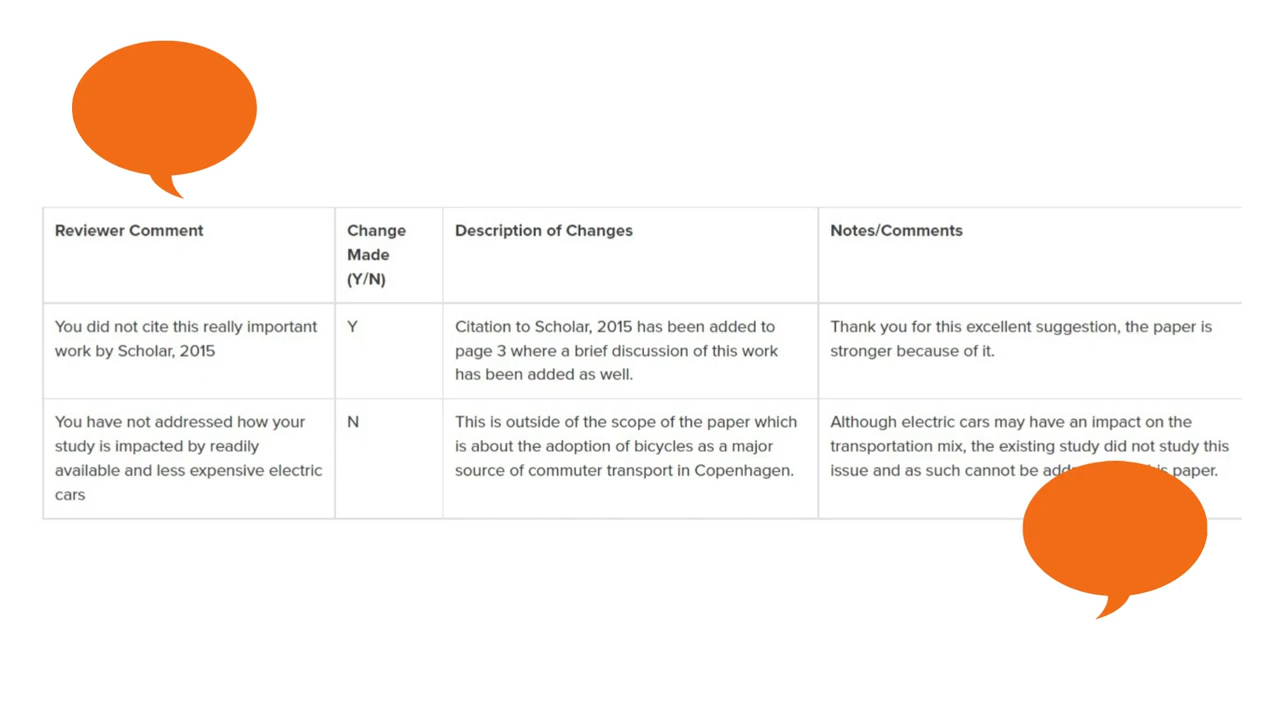 Reviewer Comment
Change
Made
(Y/N)
Description of Changes
Notes/Comments
You did not cite this really important
work by Scholar, 2015
Y
Citation to Scholar, 2015 has been added to
page 3 where a brief discussion of this work
has been added as well.
Thank you for this excellent suggestion, the paper is
stronger because of it.
You have not addressed how your
study is impacted by readily
available and less expensive electric
cars
N
This is outside of the scope of the paper which
is about the adoption of bicycles as a major
source of commuter transport in Copenhagen.
Although electric cars may have an impact on the
transportation mix, the existing study did not study this
issue and as such cannot be paper.